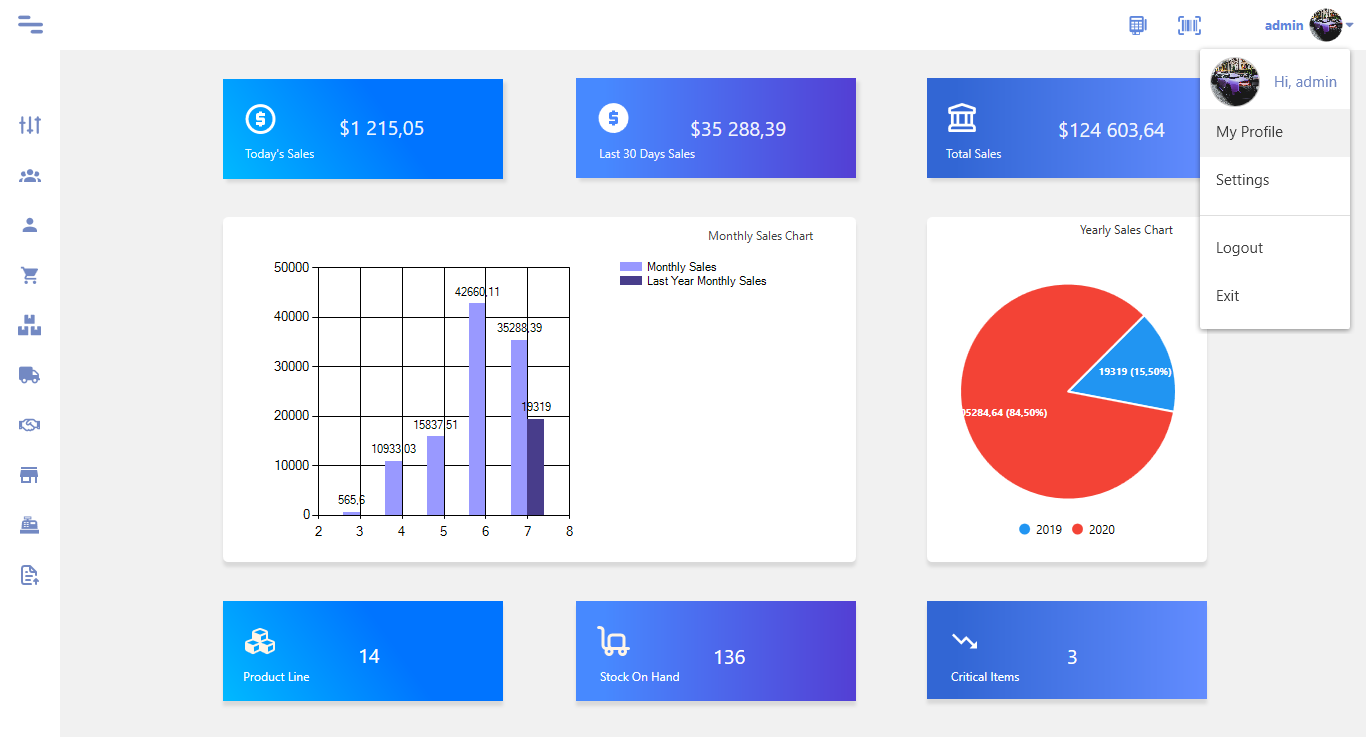 admin
Hi, admin
My Profile
Settings
Logout
Exit
$1 215,05
Today's Sales
$35 288,39
Last 30 Days Sales
$124 603,64
Total Sales
Monthly Sales Chart
Monthly Sales
Last Year Monthly Sales
50000
40000
30000
20000
10000
0
565,6
10933,03
15837,51
42660,11
35288,39
19319
2 3 4 5 6 7 8
Yearly Sales Chart
19319 (15,50%)
05284,64 (84,50%)
2019 2020
14
Product Line
136
Stock On Hand
3
Critical Items